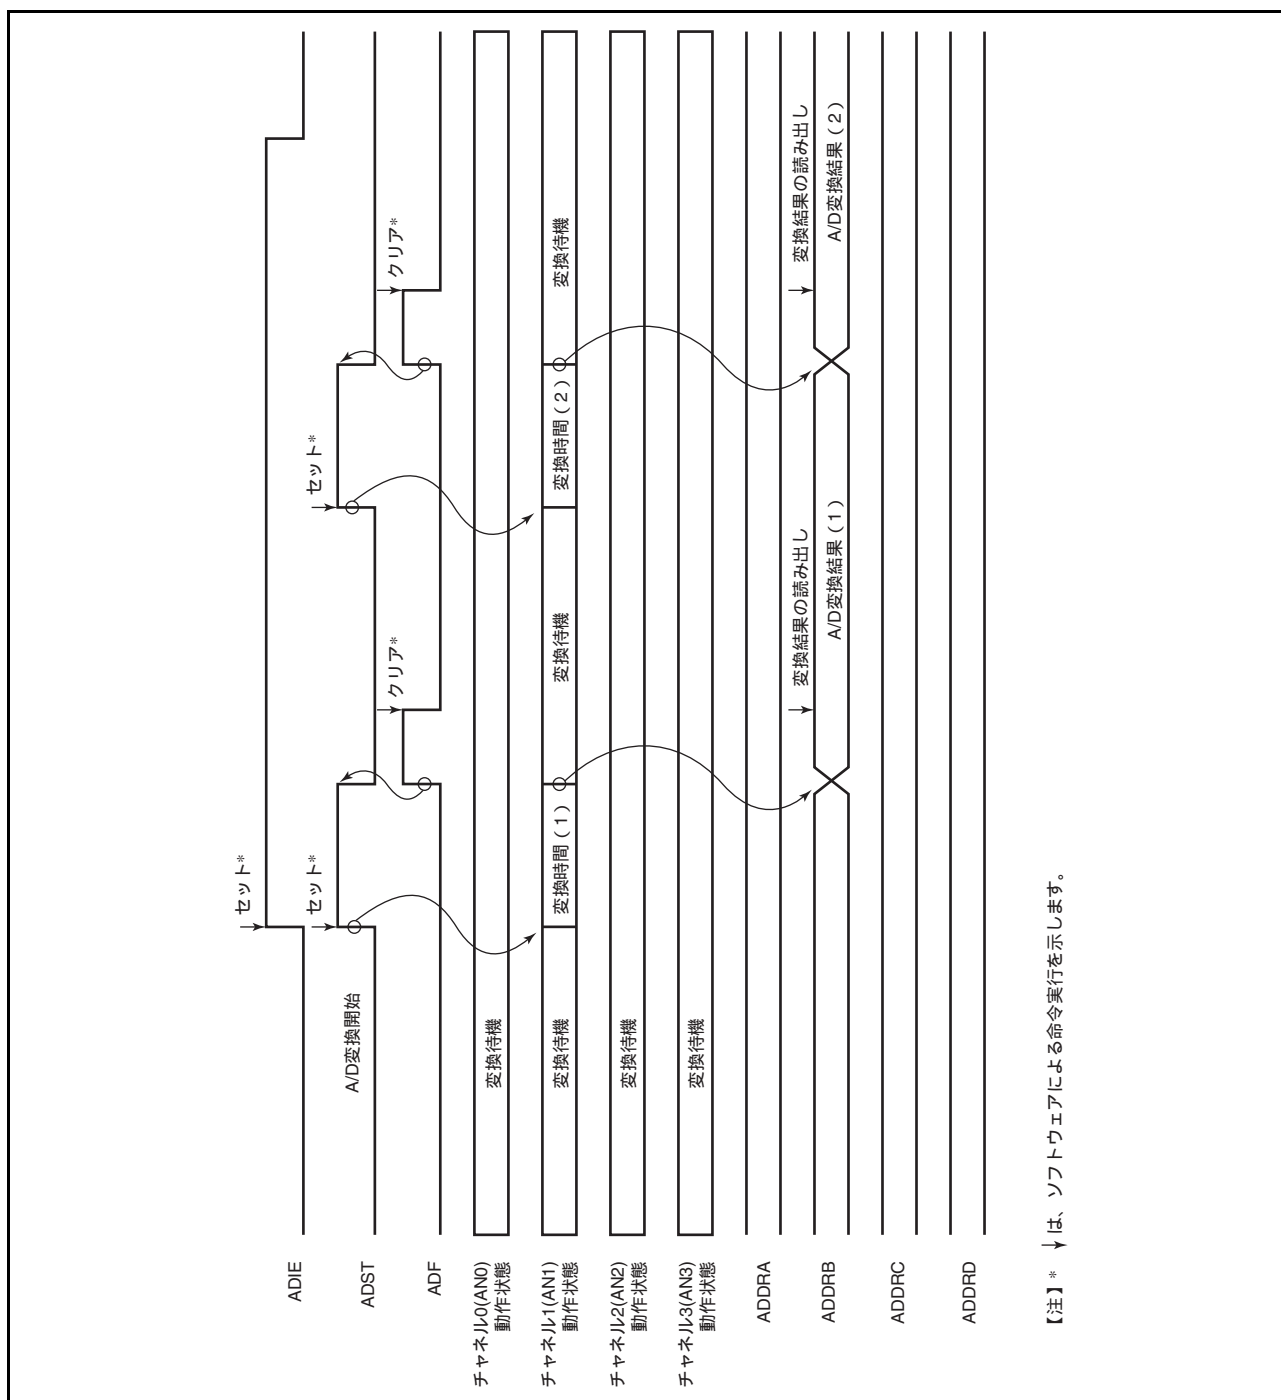 ADIE
セット*
ADST
A/D変換開始
セット*
セット*
ADF
クリア*
クリア*
チャネル0(AN0)
動作状態
変換待機
チャネル1(AN1)
動作状態
変換待機
変換時間(1)
変換待機
変換時間(2)
変換待機
チャネル2(AN2)
動作状態
変換待機
チャネル3(AN3)
動作状態
変換待機
ADDRA
変換結果の読み出し
変換結果の読み出し
ADDRB
A/D変換結果(1)
A/D変換結果(2)
ADDRC
ADDRD
【注】* ↓ は、ソフトウェアによる命令実行を示します。